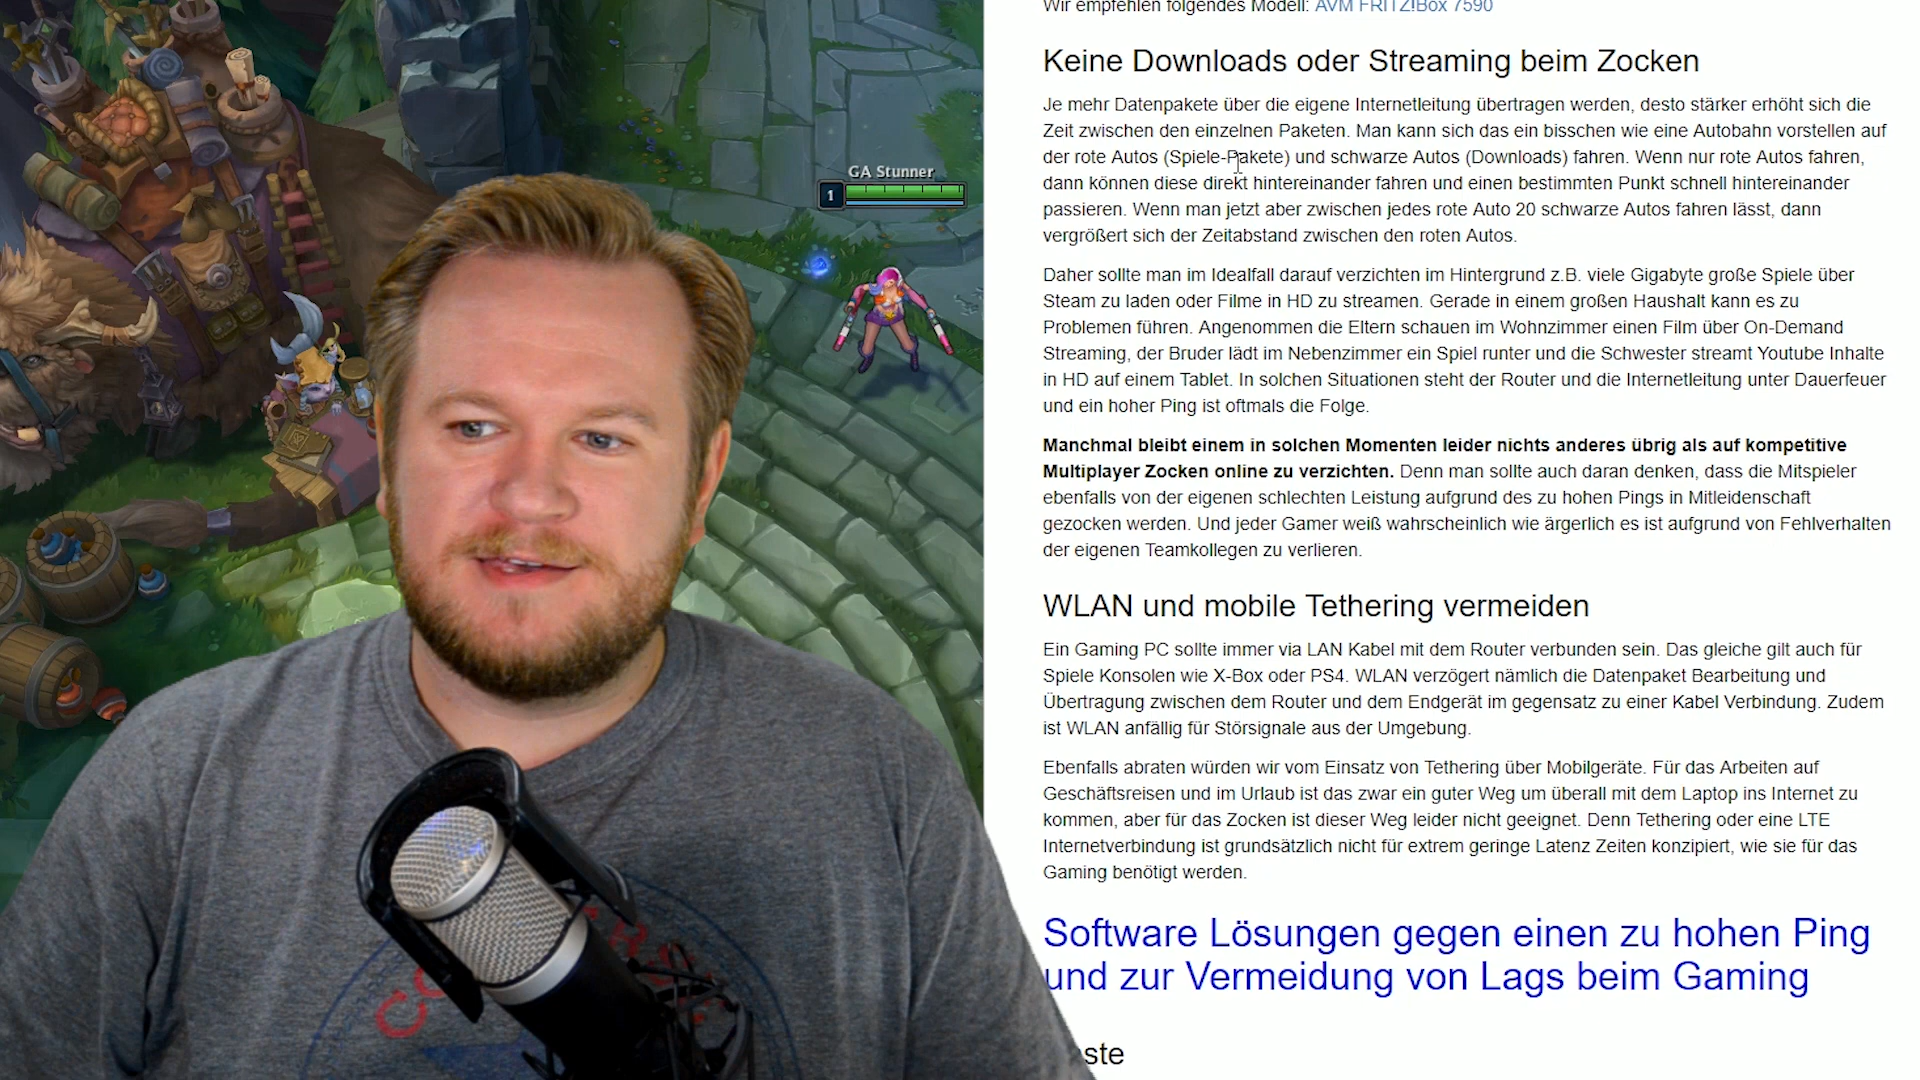 Wir empfehlen folgendes Modell: AVM FRITZ!Box 7590
Keine Downloads oder Streaming beim Zocken
Je mehr Datenpakete über die eigene Internetleitung übertragen werden, desto stärker erhöht sich die
Zeit zwischen den einzelnen Paketen. Man kann sich das ein bisschen wie eine Autobahn vorstellen auf
der rote Autos (Spiele-Pakete) und schwarze Autos (Downloads) fahren. Wenn nur rote Autos fahren,
dann können diese direkt hintereinander fahren und einen bestimmten Punkt schnell hintereinander
passieren. Wenn man jetzt aber zwischen jedes rote Auto 20 schwarze Autos fahren lässt, dann
vergrößert sich der Zeitabstand zwischen den roten Autos.
Daher sollte man im Idealfall darauf verzichten im Hintergrund z.B. viele Gigabyte große Spiele über
Steam zu laden oder Filme in HD zu streamen. Gerade in einem großen Haushalt kann es zu
Problemen führen. Angenommen die Eltern schauen im Wohnzimmer einen Film über On-Demand
Streaming, der Bruder lädt im Nebenzimmer ein Spiel runter und die Schwester streamt Youtube Inhalte
in HD auf einem Tablet. In solchen Situationen steht der Router und die Internetleitung unter Dauerfeuer
und ein hoher Ping ist oftmals die Folge.
Manchmal bleibt einem in solchen Momenten leider nichts anderes übrig als auf kompetitive
Multiplayer Zocken online zu verzichten. Denn man sollte auch daran denken, dass die Mitspieler
ebenfalls von der eigenen schlechten Leistung aufgrund des zu hohen Pings in Mitleidenschaft
gezocken werden. Und jeder Gamer weiß wahrscheinlich wie ärgerlich es ist aufgrund von Fehlverhalten
der eigenen Teamkollegen zu verlieren.
WLAN und mobile Tethering vermeiden
Ein Gaming PC sollte immer via LAN Kabel mit dem Router verbunden sein. Das gleiche gilt auch für
Spiele Konsolen wie X-Box oder PS4. WLAN verzögert nämlich die Datenpaket Bearbeitung und
Übertragung zwischen dem Router und dem Endgerät im gegensatz zu einer Kabel Verbindung. Zudem
ist WLAN anfällig für Störsignale aus der Umgebung.
Ebenfalls abraten würden wir vom Einsatz von Tethering über Mobilgeräte. Für das Arbeiten auf
Geschäftsreisen und im Urlaub ist das zwar ein guter Weg um überall mit dem Laptop ins Internet zu
kommen, aber für das Zocken ist dieser Weg leider nicht geeignet. Denn Tethering oder eine LTE
Internetverbindung ist grundsätzlich nicht für extrem geringe Latenz Zeiten konzipiert, wie sie für das
Gaming benötigt werden.
Software Lösungen gegen einen zu hohen Ping
und zur Vermeidung von Lags beim Gaming
GA Stunner
1